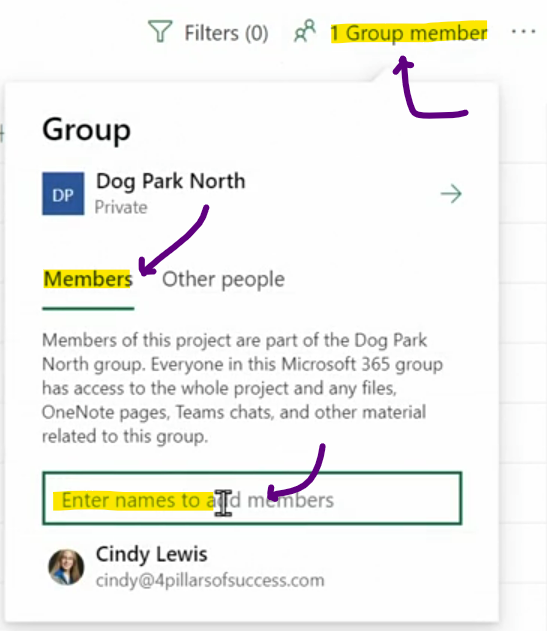 Filters (0) 1 Group member ...
Group
DP Dog Park North
Private
Members Other people
Members of this project are part of the Dog Park
North group. Everyone in this Microsoft 365 group
has access to the whole project and any files,
OneNote pages, Teams chats, and other material
related to this group.
Enter names to add members
Cindy Lewis
cindy@4pillarsofsuccess.com